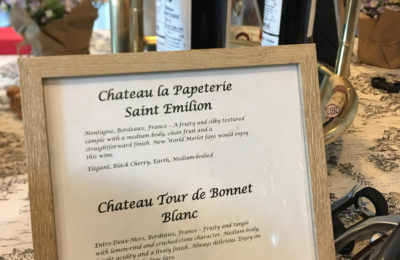 Chateau la Papeterie
Saint Emilion
Montagne, Bordeaux, France - A fruity and silky textured
sample with a medium body, clean fruit and a
straightforward finish. New World Merlot fans would enjoy
this wine.
Elegant, Black Cherry, Earth, Medium-bodied
Chateau Tour de Bonnet
Blanc
Entre-Deux-Mers, Bordeaux, France - Fruity and tangle
with lemon-rind and crushed stone character. Medium body,
acidity and a lively finish. Always delicious. Enjoy on